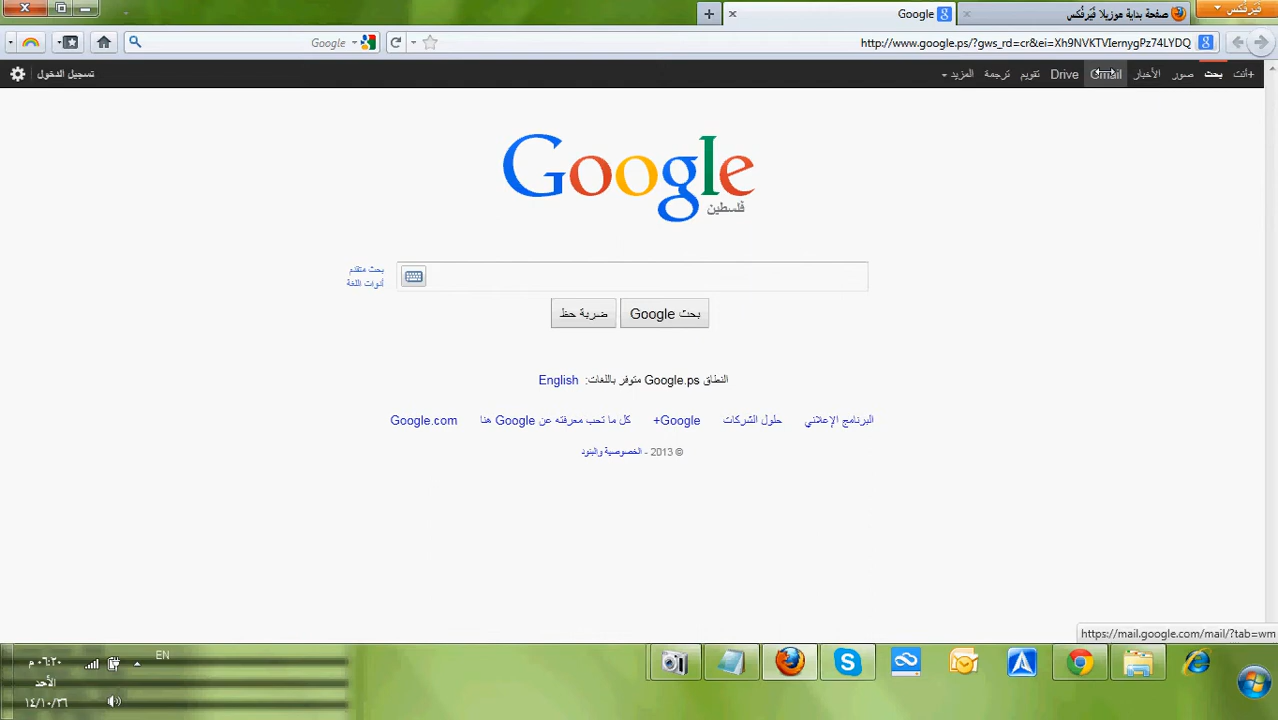 فَيَرفُكس
صفحة بداية موزيلا فَيَرفُكس
Google
http://www.google.ps/?gws_rd=cr&ei=Xh9NVKTVIernygPz74LYDQ
Google
+أنت
بحث
صور
الأخبار
Gmail
Drive
تقويم
ترجمة
المزيد
تسجيل الدخول
Google
فلسطين
بحث متقدم
أدوات اللغة
بحث Google
ضربة حظ
النطاق Google.ps متوفر باللغات: English
البرنامج الإعلاني
حلول الشركات
Google+
كل ما تحب معرفته عن Google هنا
Google.com
© 2013 - الخصوصية والبنود
https://mail.google.com/mail/?tab=wm
EN
٠٦:٢٠ م
الأحد
١٤/١٠/٢٦